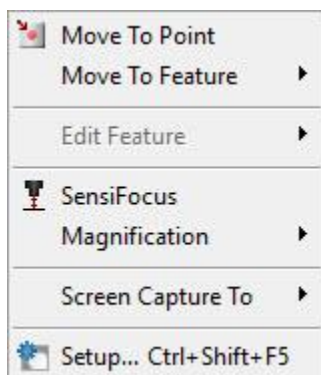 Move To Point
Move To Feature
Edit Feature
SensiFocus
Magnification
Screen Capture To
Setup... Ctrl+Shift+F5